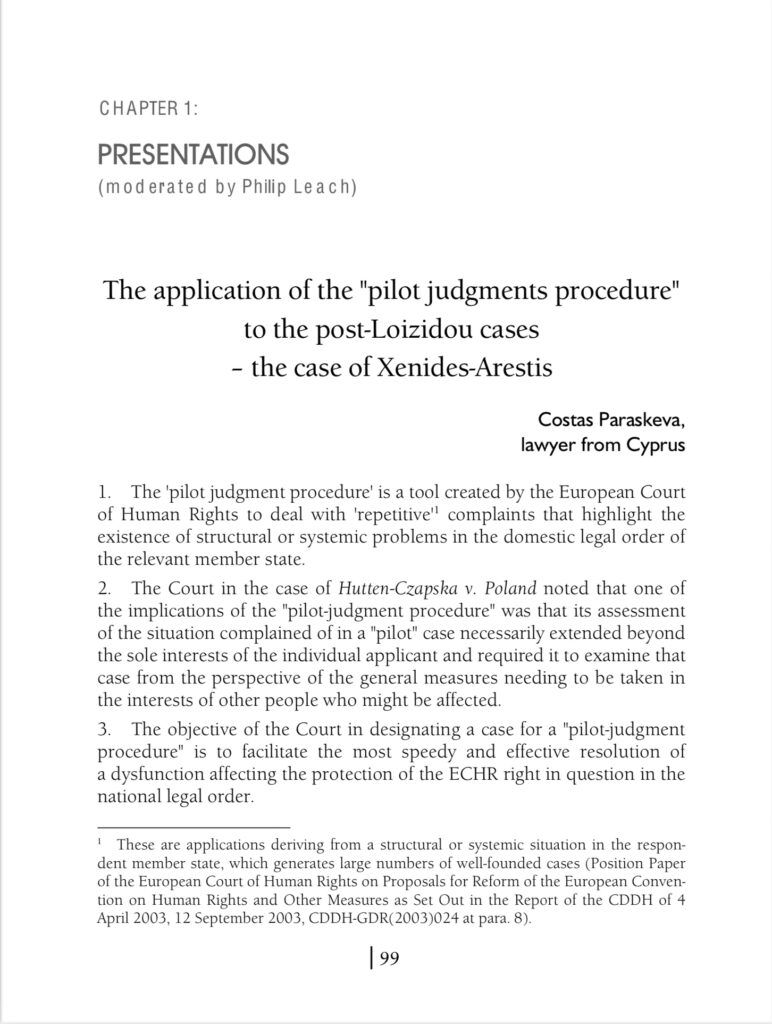 CHAPTER 1:
PRESENTATIONS
(moderated by Philip Leach)
The application of the "pilot judgments procedure"
to the post-Loizidou cases
– the case of Xenides-Arestis
Costas Paraskeva,
lawyer from Cyprus
1. The 'pilot judgment procedure' is a tool created by the European Court
of Human Rights to deal with 'repetitive'¹ complaints that highlight the
existence of structural or systemic problems in the domestic legal order of
the relevant member state.
2. The Court in the case of Hutten-Czapska v. Poland noted that one of
the implications of the "pilot-judgment procedure" was that its assessment
of the situation complained of in a "pilot" case necessarily extended beyond
the sole interests of the individual applicant and required it to examine that
case from the perspective of the general measures needing to be taken in
the interests of other people who might be affected.
3. The objective of the Court in designating a case for a "pilot-judgment
procedure" is to facilitate the most speedy and effective resolution of
a dysfunction affecting the protection of the ECHR right in question in the
national legal order.
¹ These are applications deriving from a structural or systemic situation in the respon-
dent member state, which generates large numbers of well-founded cases (Position Paper
of the European Court of Human Rights on Proposals for Reform of the European Conven-
tion on Human Rights and Other Measures as Set Out in the Report of the CDDH of 4
April 2003, 12 September 2003, CDDH-GDR(2003)024 at para. 8).
| 99